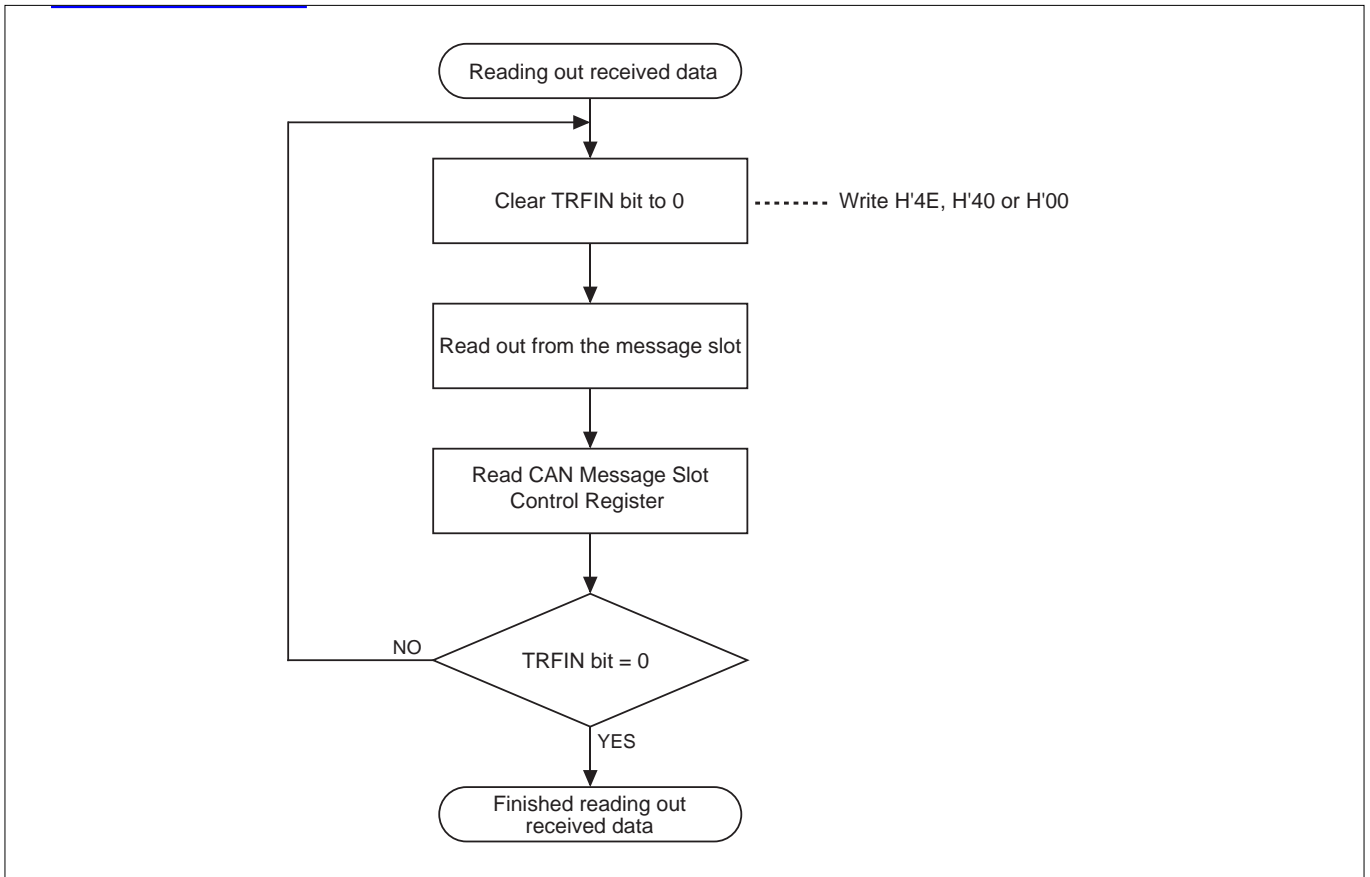 Reading out received data
Clear TRFIN bit to 0
Write H'4E, H'40 or H'00
Read out from the message slot
Read CAN Message Slot
Control Register
NO
TRFIN bit = 0
YES
Finished reading out
received data